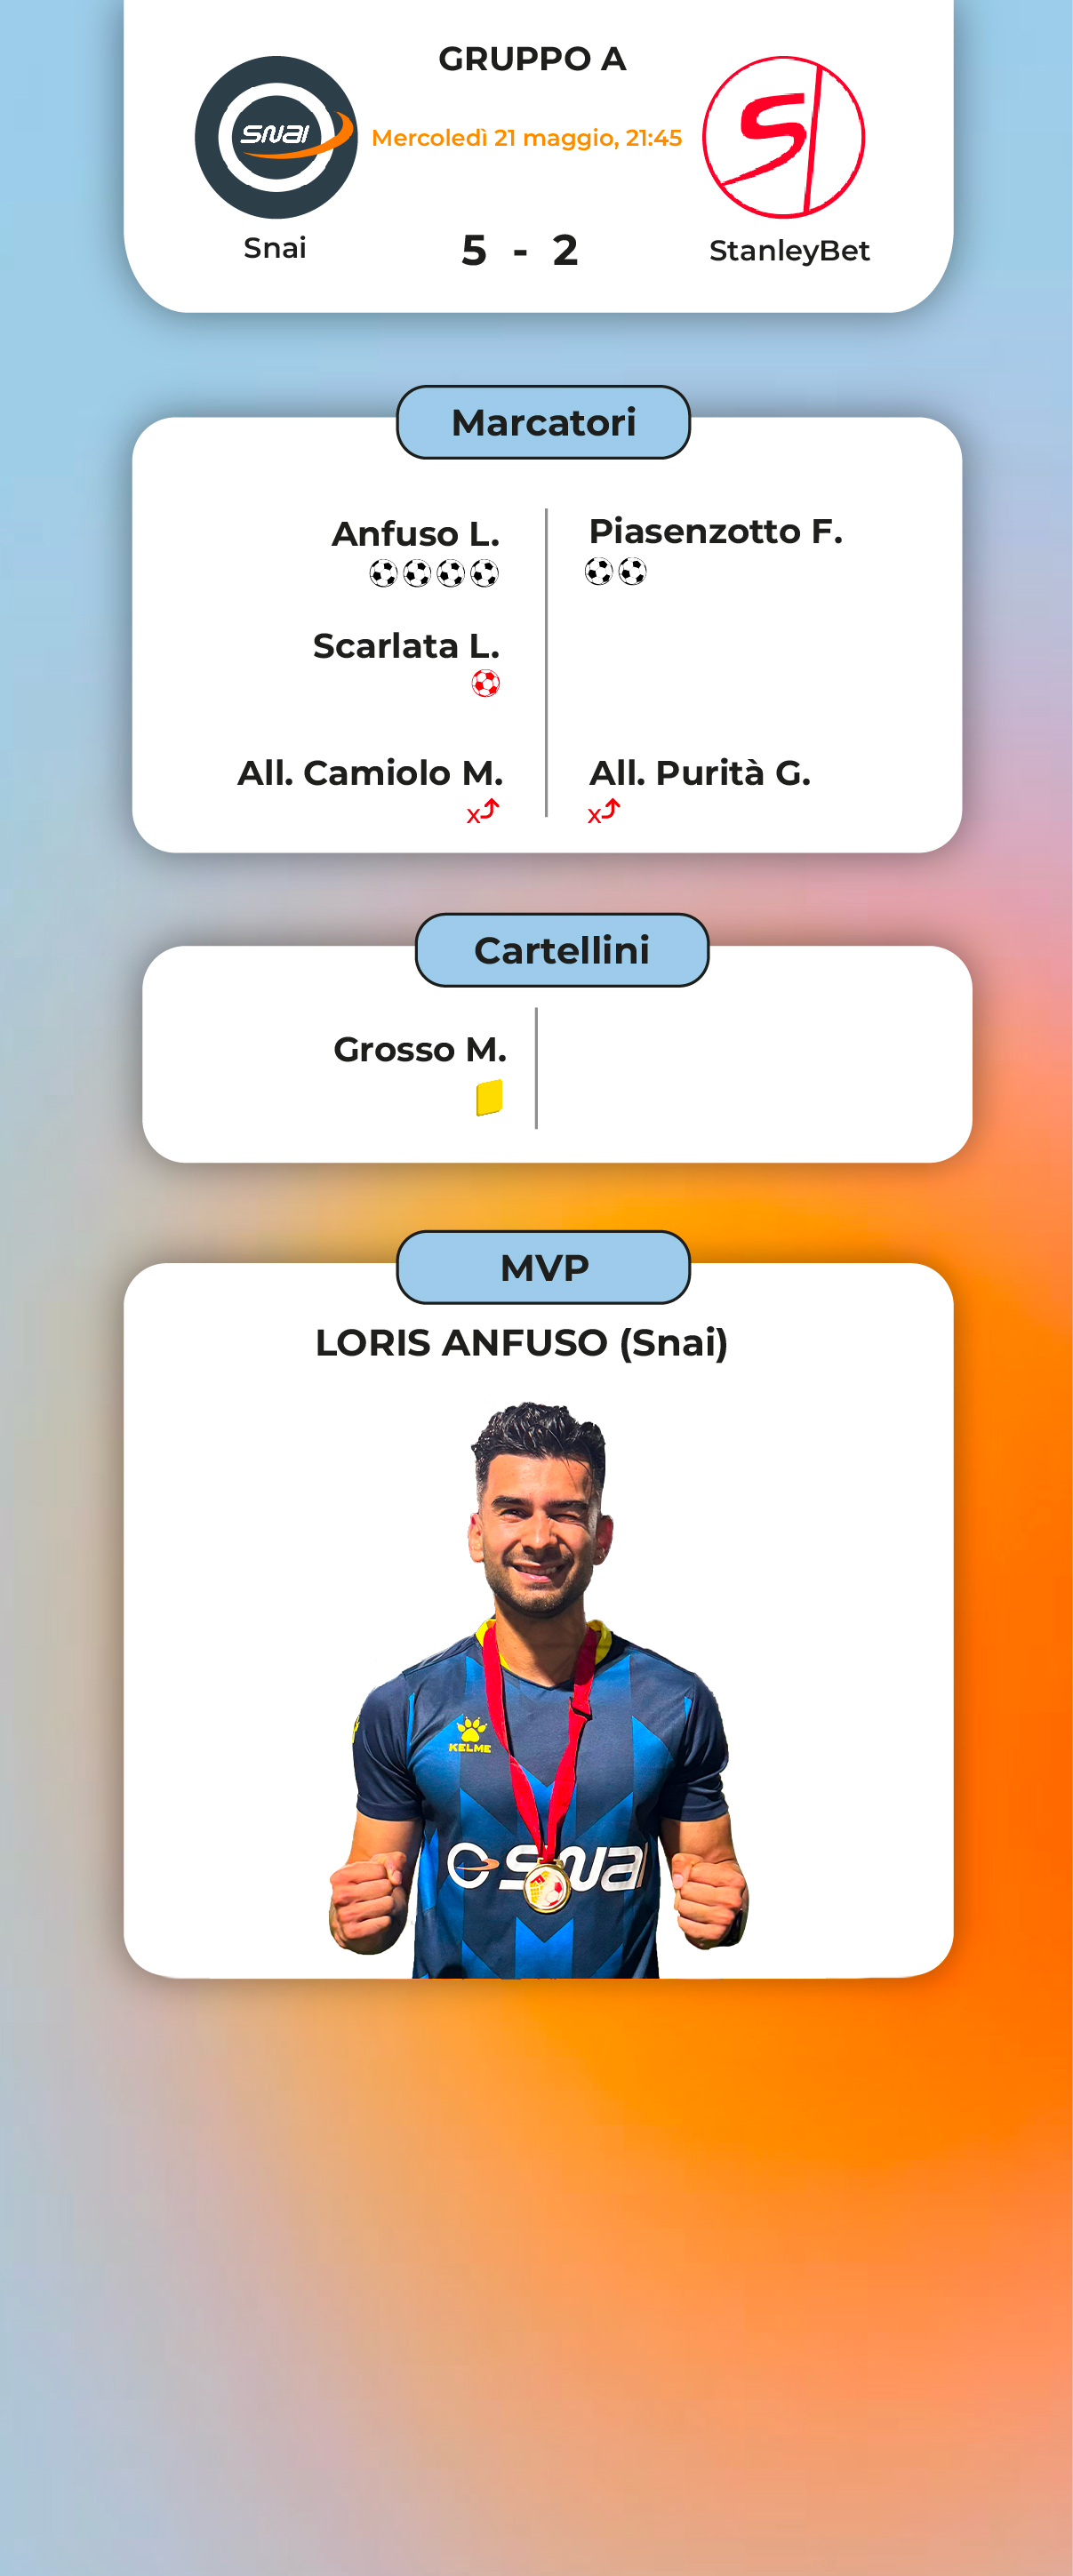 GRUPPO A
snai
Mercoledì 21 maggio, 21:45
S
Snai
5 - 2
StanleyBet
Marcatori
Anfuso L.
Piasenzotto F.
Scarlata L.
All. Camiolo M.
All. Purità G.
x
x
Cartellini
Grosso M.
MVP
LORIS ANFUSO (Snai)
KELME
snai